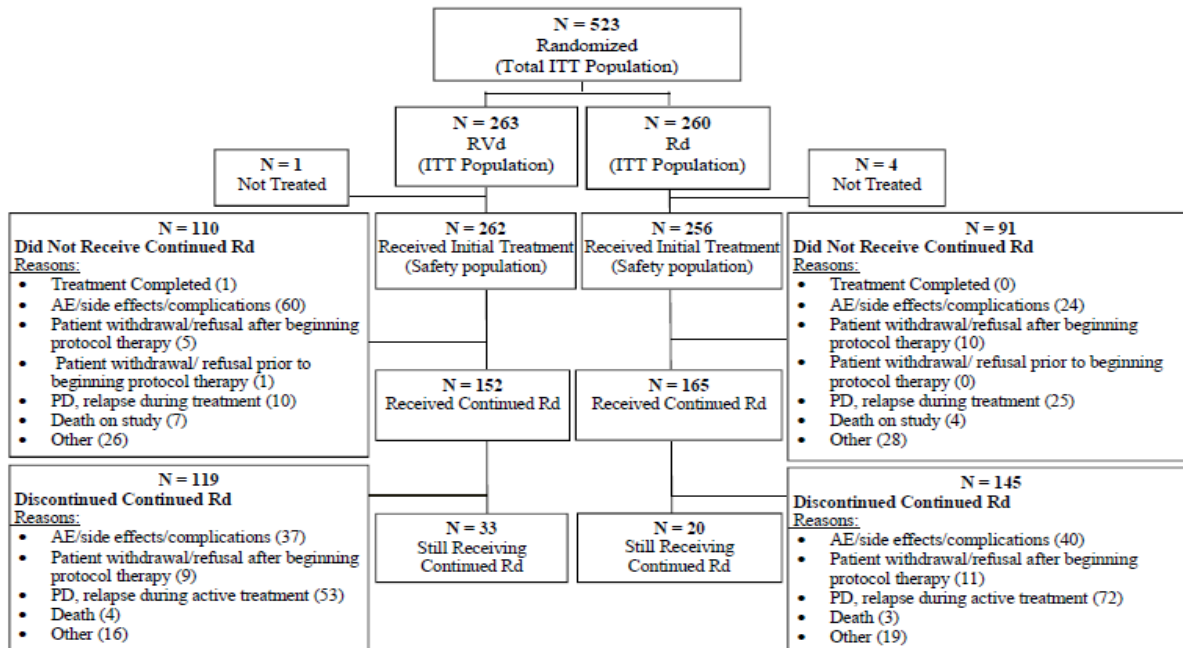 N = 523
Randomized
(Total ITT Population)
N = 263
RVd
(ITT Population)
N = 260
Rd
(ITT Population)
N = 1
Not Treated
N = 4
Not Treated
N = 110
Did Not Receive Continued Rd
Reasons:
• Treatment Completed (1)
• AE/side effects/complications (60)
• Patient withdrawal/refusal after beginning
protocol therapy (5)
• Patient withdrawal/ refusal prior to
beginning protocol therapy (1)
• PD, relapse during treatment (10)
• Death on study (7)
• Other (26)
N = 262
Received Initial Treatment
(Safety population)
N = 256
Received Initial Treatment
(Safety population)
N = 91
Did Not Receive Continued Rd
Reasons:
• Treatment Completed (0)
• AE/side effects/complications (24)
• Patient withdrawal/refusal after beginning
protocol therapy (10)
• Patient withdrawal/ refusal prior to
beginning protocol therapy (0)
• PD, relapse during treatment (25)
• Death on study (4)
• Other (28)
N = 152
Received Continued Rd
N = 165
Received Continued Rd
N = 119
Discontinued Continued Rd
Reasons:
• AE/side effects/complications (37)
• Patient withdrawal/refusal after beginning
protocol therapy (9)
• PD, relapse during active treatment (53)
• Death (4)
• Other (16)
N = 33
Still Receiving
Continued Rd
N = 20
Still Receiving
Continued Rd
N = 145
Discontinued Continued Rd
Reasons:
• AE/side effects/complications (40)
• Patient withdrawal/refusal after beginning
protocol therapy (11)
• PD, relapse during active treatment (72)
• Death (3)
• Other (19)